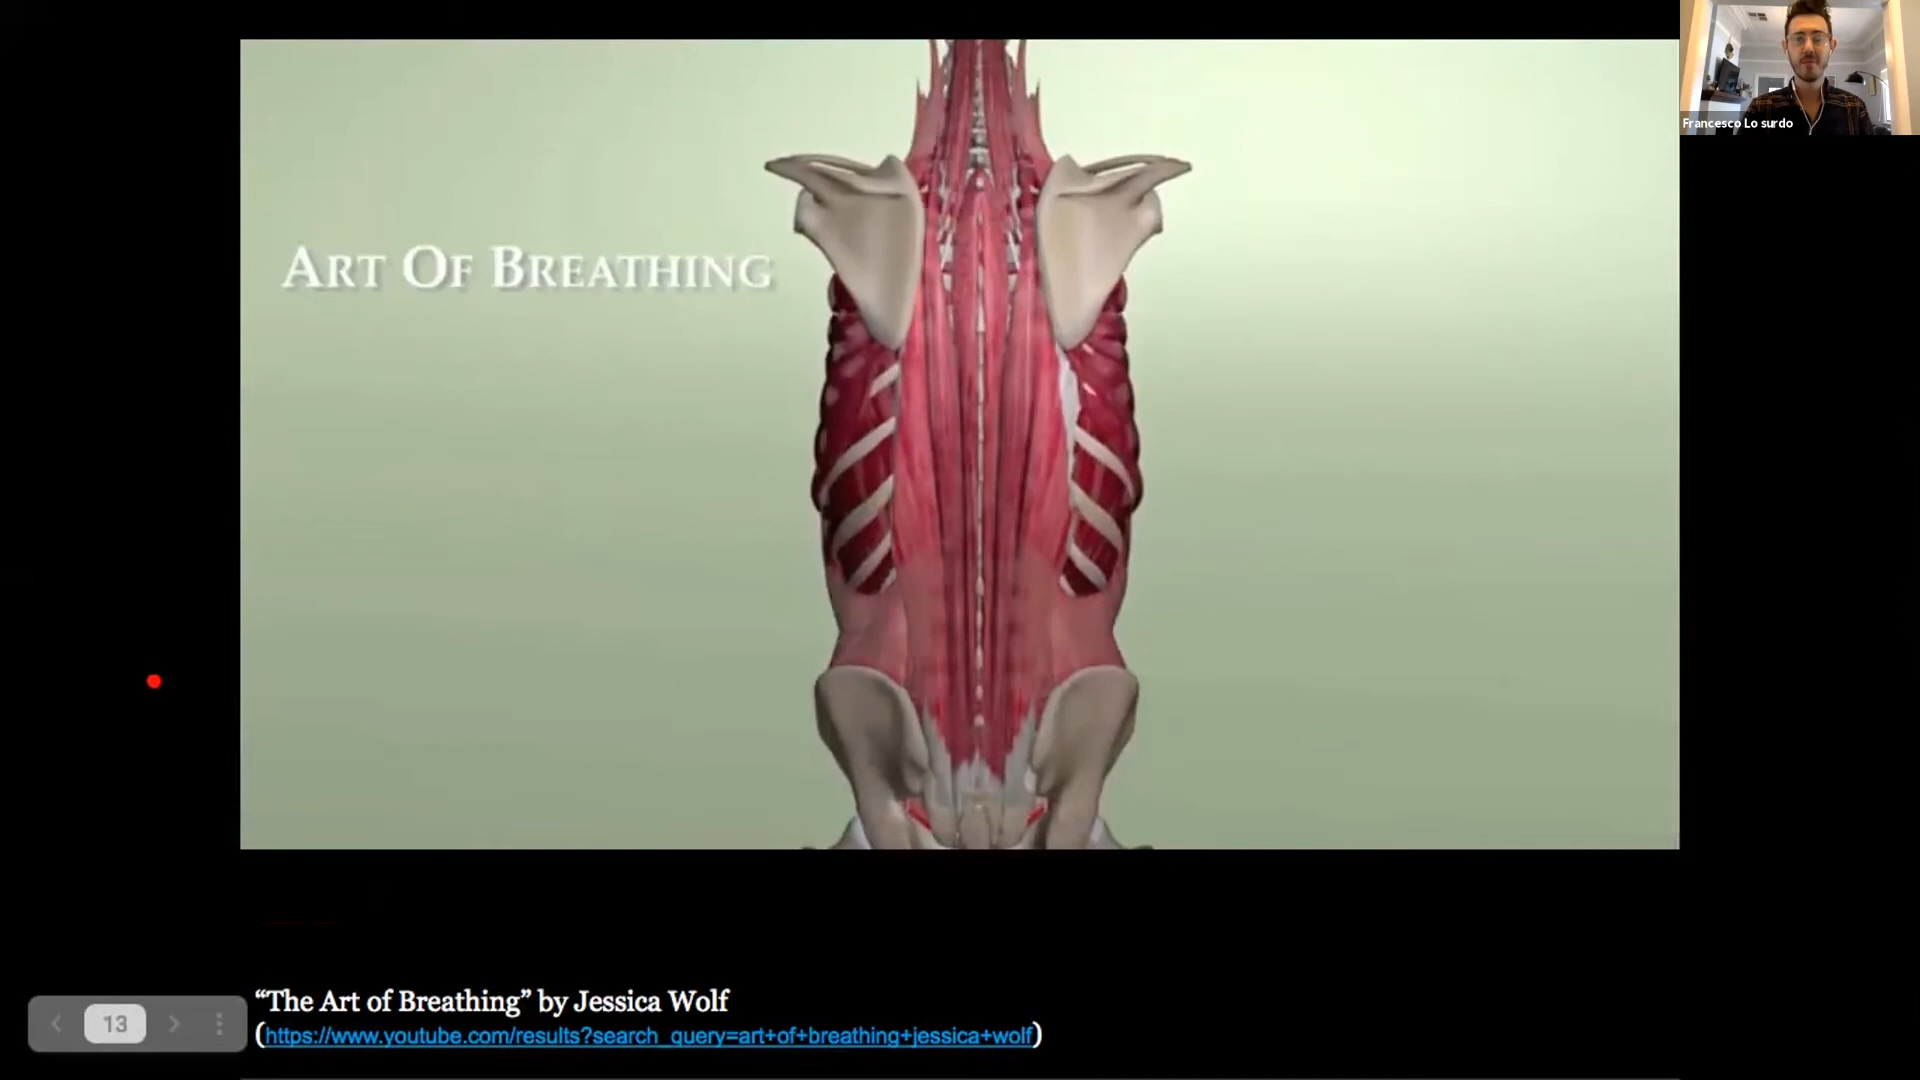 Francesco Lo surdo
ART OF BREATHING
“The Art of Breathing” by Jessica Wolf
(https://www.youtube.com/results?search_query=art+of+breathing+jessica+wolf)
13